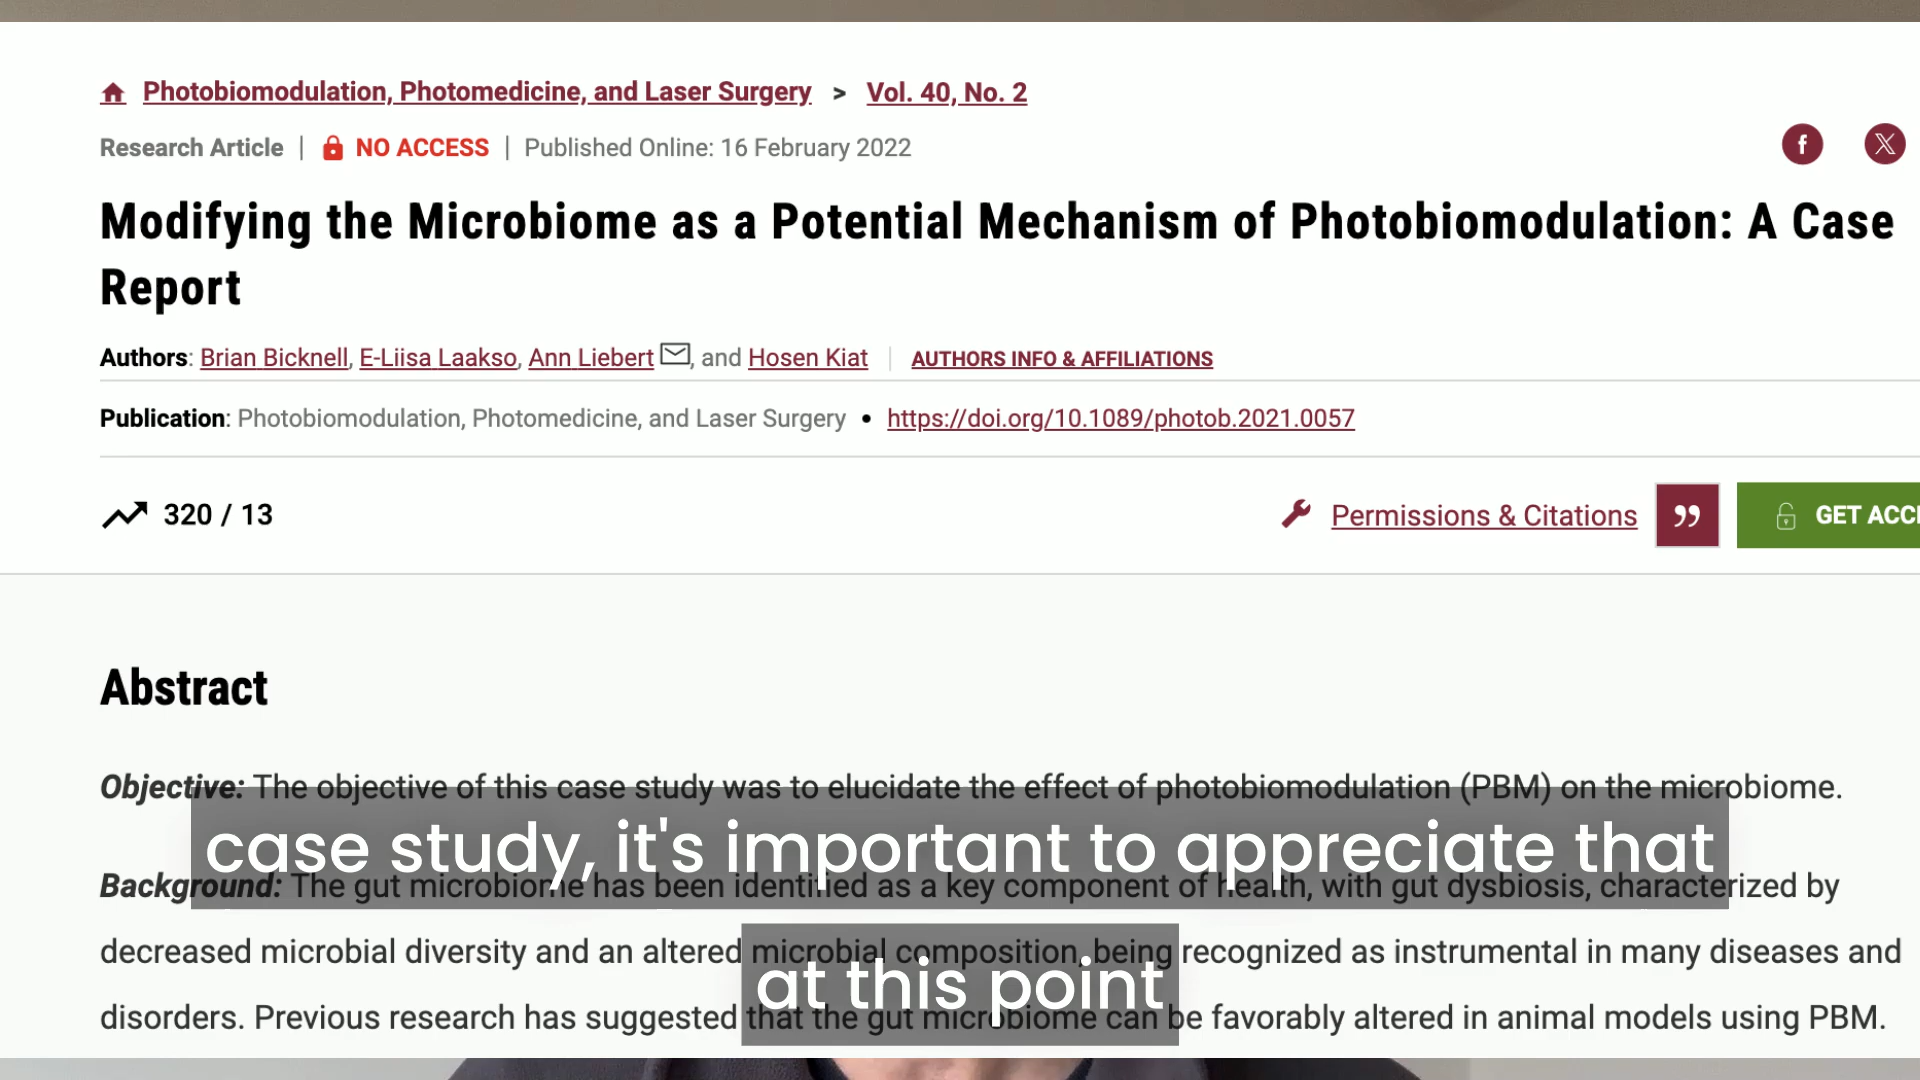 Photobiomodulation, Photomedicine, and Laser Surgery > Vol. 40, No. 2
Research Article | NO ACCESS | Published Online: 16 February 2022
Modifying the Microbiome as a Potential Mechanism of Photobiomodulation: A Case
Report
Authors: Brian Bicknell, E-Liisa Laakso, Ann Liebert, and Hosen Kiat | AUTHORS INFO & AFFILIATIONS
Publication: Photobiomodulation, Photomedicine, and Laser Surgery • https://doi.org/10.1089/photob.2021.0057
320 / 13
Permissions & Citations
GET ACCE
Abstract
Objective: The objective of this case study was to elucidate the effect of photobiomodulation (PBM) on the microbiome.
case study, it's important to appreciate that
Background: The gut microbiome has been identified as a key component of health, with gut dysbiosis, characterized by
decreased microbial diversity and an altered microbial composition, being recognized as instrumental in many diseases and
at this point
disorders. Previous research has suggested that the gut microbiome can be favorably altered in animal models using PBM.